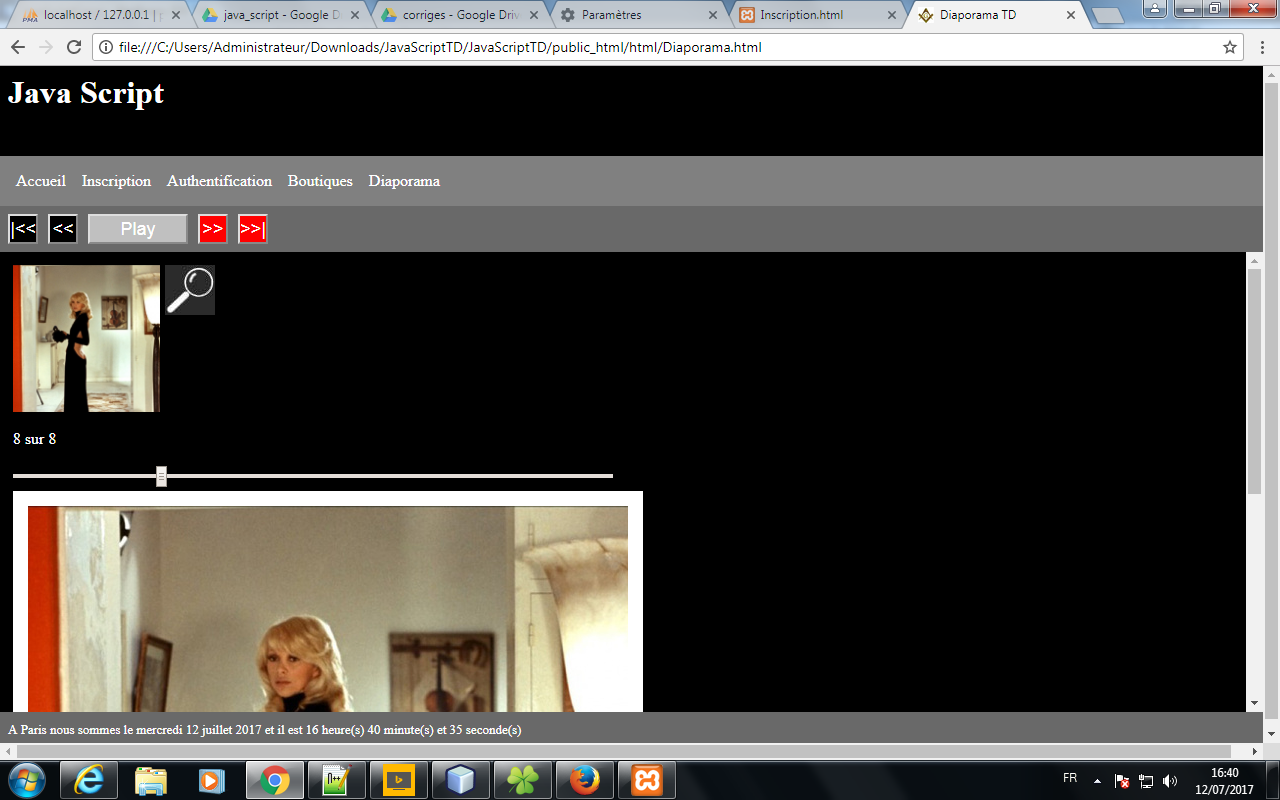 localhost / 127.0.0.1 | p
java_script - Google D
corriges - Google Driv
Paramètres
Inscription.html
Diaporama TD
file:///C:/Users/Administrateur/Downloads/JavaScriptTD/JavaScriptTD/public_html/html/Diaporama.html
Java Script
Accueil Inscription Authentification Boutiques Diaporama
|<< << Play >> >>|
8 sur 8
A Paris nous sommes le mercredi 12 juillet 2017 et il est 16 heure(s) 40 minute(s) et 35 seconde(s)
FR
16:40
12/07/2017